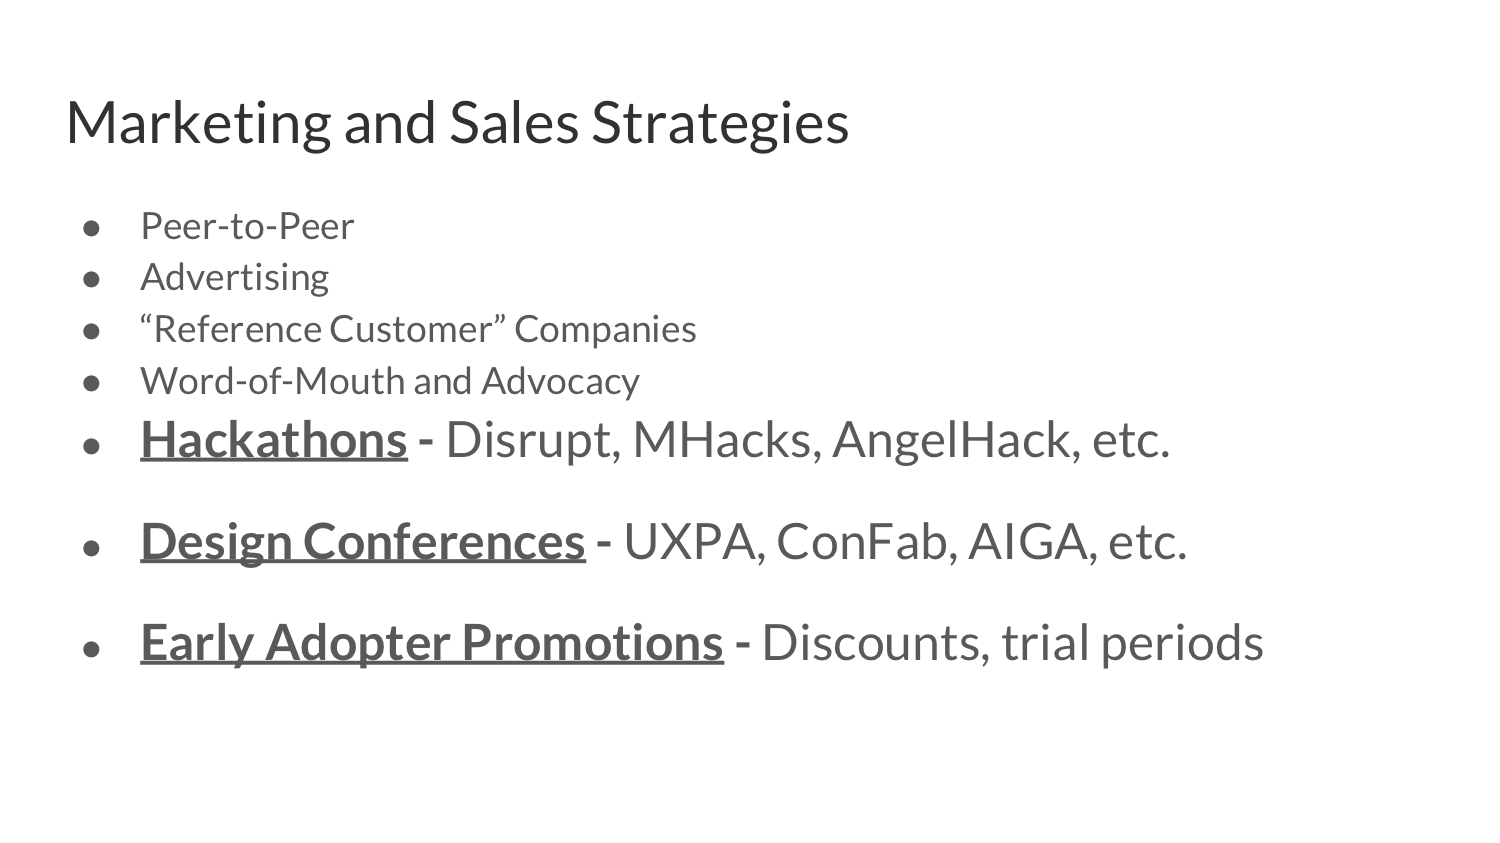 Marketing and Sales Strategies
● Peer-to-Peer
● Advertising
● “Reference Customer” Companies
● Word-of-Mouth and Advocacy
● Hackathons - Disrupt, MHacks, AngelHack, etc.
● Design Conferences - UXPA, ConFab, AIGA, etc.
● Early Adopter Promotions - Discounts, trial periods